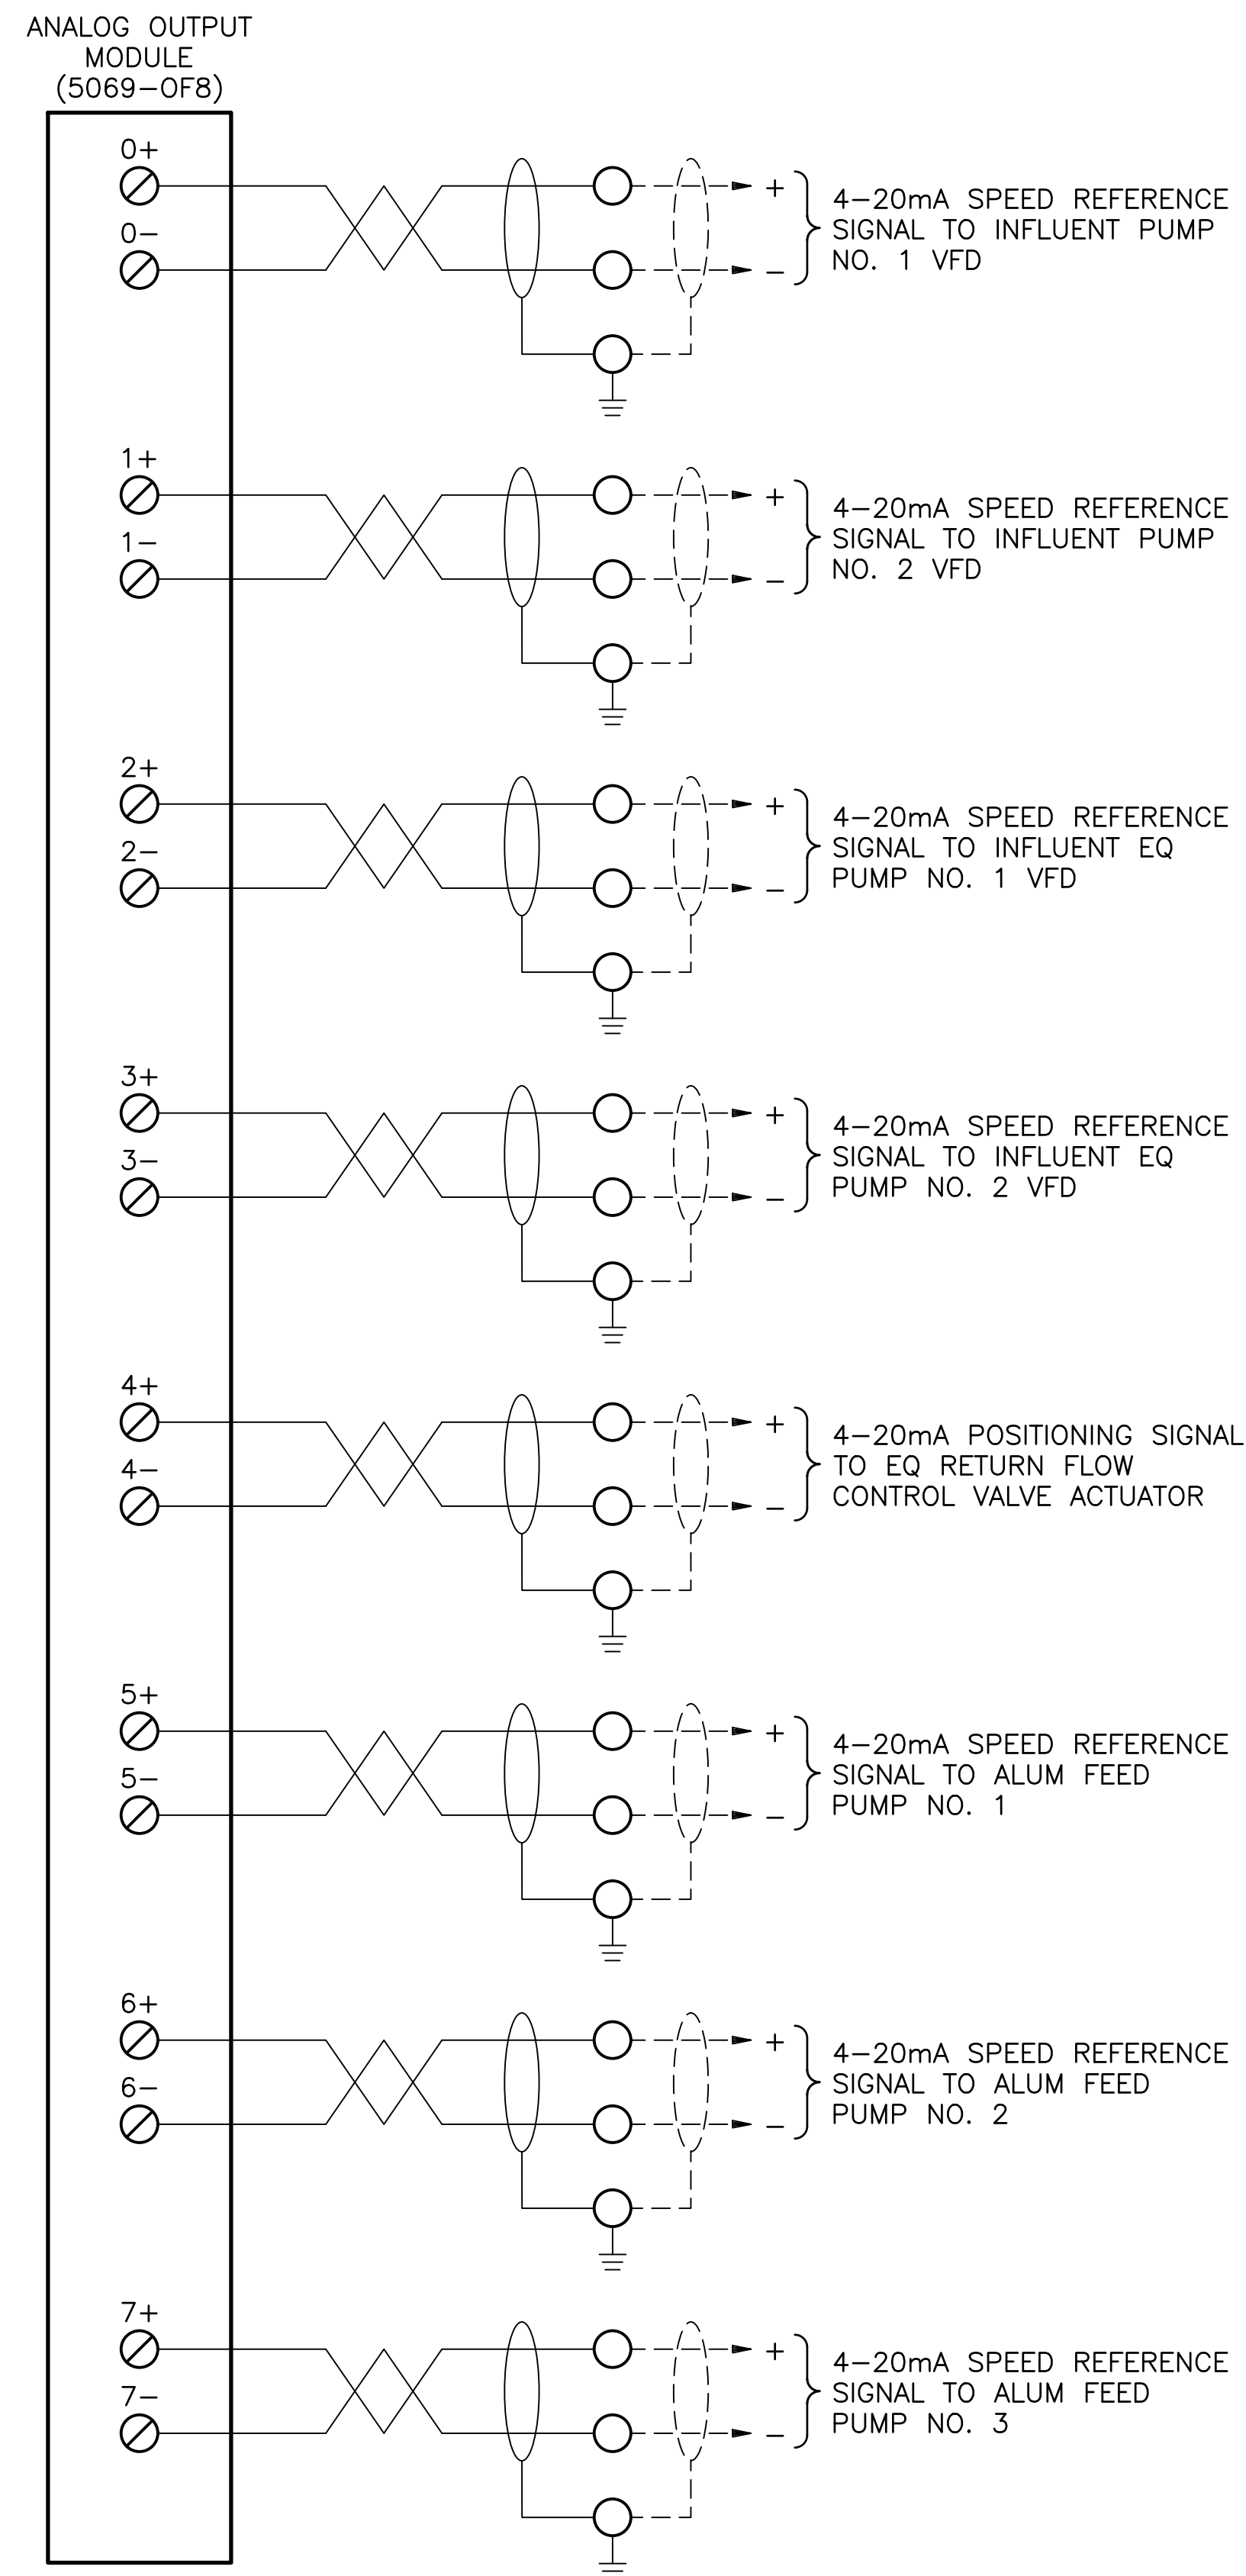 ANALOG OUTPUT
MODULE
(5069-OF8)
0+
0-
+
-
4-20mA SPEED REFERENCE
SIGNAL TO INFLUENT PUMP
NO. 1 VFD
1+
1-
+
-
4-20mA SPEED REFERENCE
SIGNAL TO INFLUENT PUMP
NO. 2 VFD
2+
2-
+
-
4-20mA SPEED REFERENCE
SIGNAL TO INFLUENT EQ
PUMP NO. 1 VFD
3+
3-
+
-
4-20mA SPEED REFERENCE
SIGNAL TO INFLUENT EQ
PUMP NO. 2 VFD
4+
4-
+
-
4-20mA POSITIONING SIGNAL
TO EQ RETURN FLOW
CONTROL VALVE ACTUATOR
5+
5-
+
-
4-20mA SPEED REFERENCE
SIGNAL TO ALUM FEED
PUMP NO. 1
6+
6-
+
-
4-20mA SPEED REFERENCE
SIGNAL TO ALUM FEED
PUMP NO. 2
7+
7-
+
-
4-20mA SPEED REFERENCE
SIGNAL TO ALUM FEED
PUMP NO. 3